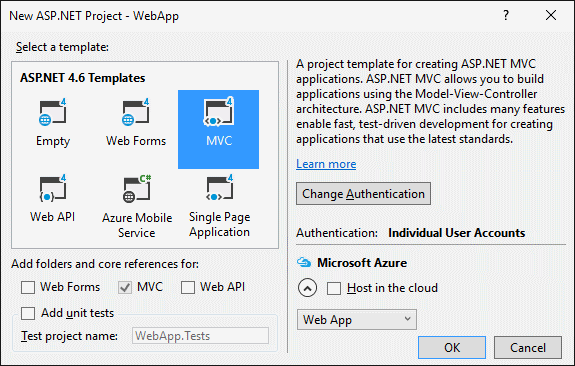 New ASP.NET Project - WebApp
Select a template:
ASP.NET 4.6 Templates
4
Empty
4
Web Forms
4
MVC
4
Web API
C#
Azure Mobile
Service
4
Single Page
Application
Add folders and core references for:
Web Forms
MVC
Web API
Add unit tests
Test project name:
WebApp.Tests
A project template for creating ASP.NET MVC
applications. ASP.NET MVC allows you to build
applications using the Model-View-Controller
architecture. ASP.NET MVC includes many features
enable fast, test-driven development for creating
applications that use the latest standards.
Learn more
Change Authentication
Authentication: Individual User Accounts
Microsoft Azure
Host in the cloud
Web App
OK
Cancel